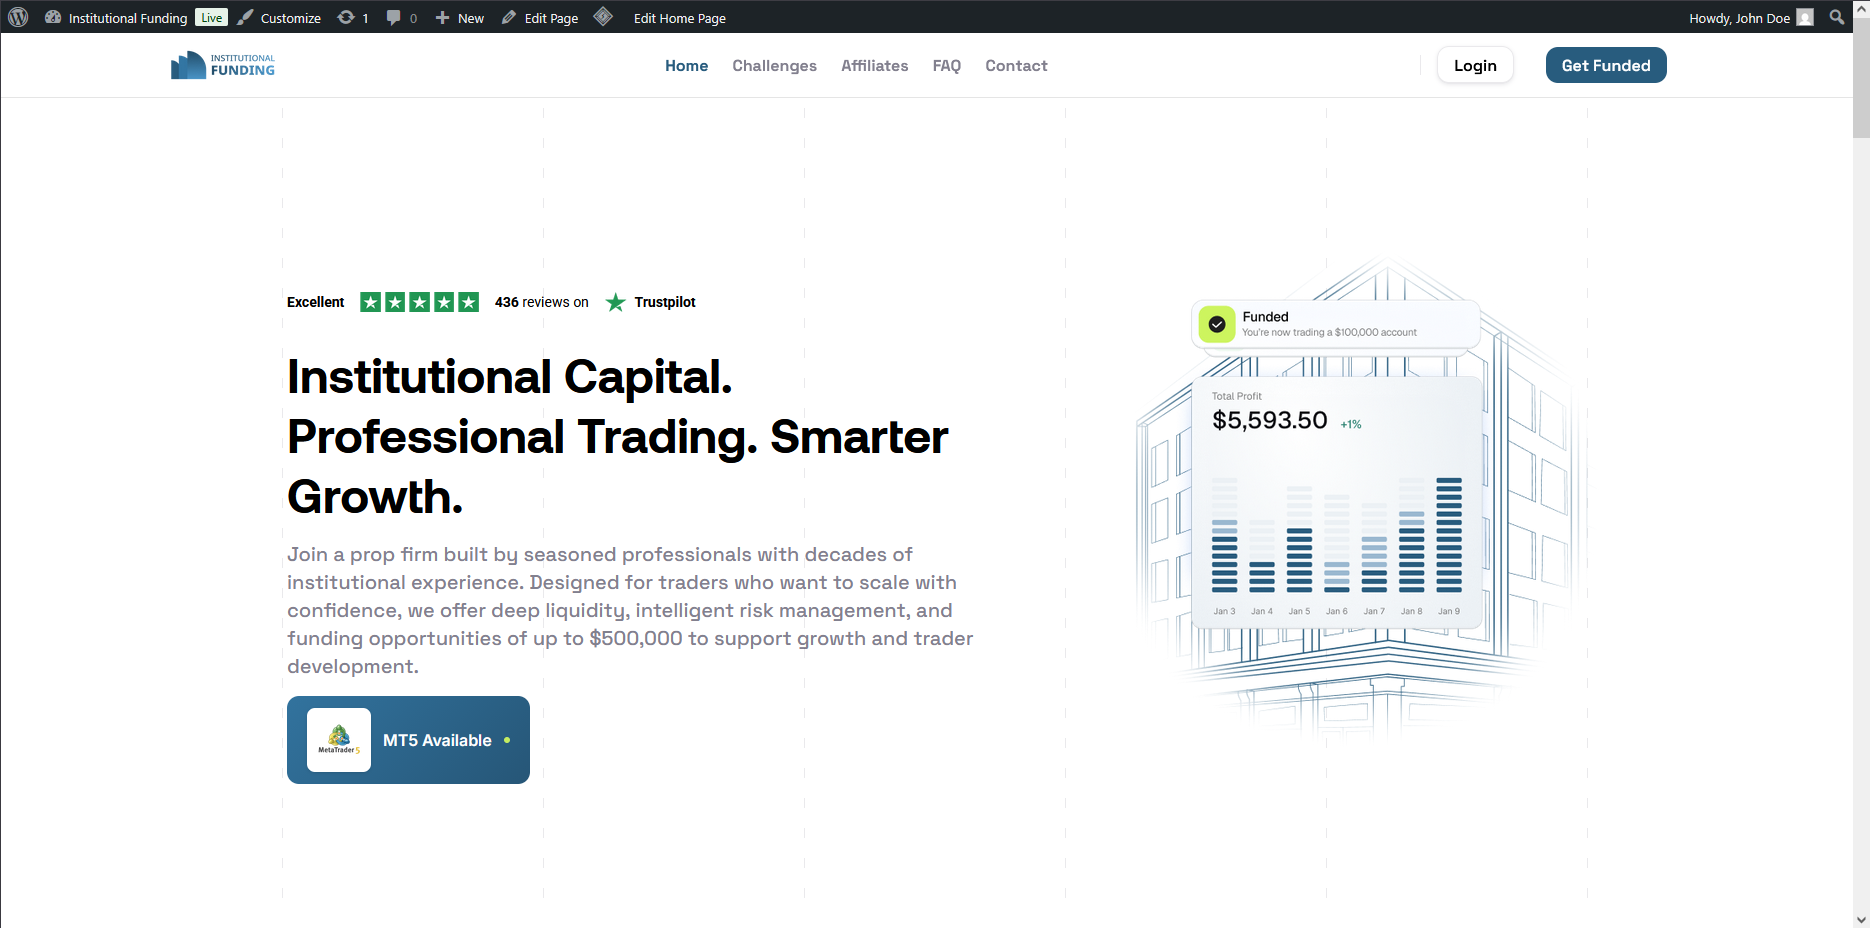 Institutional Funding Live Customize 1 0 New Edit Page Edit Home Page Howdy, John Doe
INSTITUTIONAL
FUNDING
Home Challenges Affiliates FAQ Contact Login Get Funded
Excellent 436 reviews on Trustpilot
Institutional Capital.
Professional Trading. Smarter
Growth.
Join a prop firm built by seasoned professionals with decades of
institutional experience. Designed for traders who want to scale with
confidence, we offer deep liquidity, intelligent risk management, and
funding opportunities of up to $500,000 to support growth and trader
development.
MetaTrader 5
MT5 Available
Funded
You're now trading a $100,000 account
Total Profit
$5,593.50 +1%
Jan 3 Jan 4 Jan 5 Jan 6 Jan 7 Jan 8 Jan 9